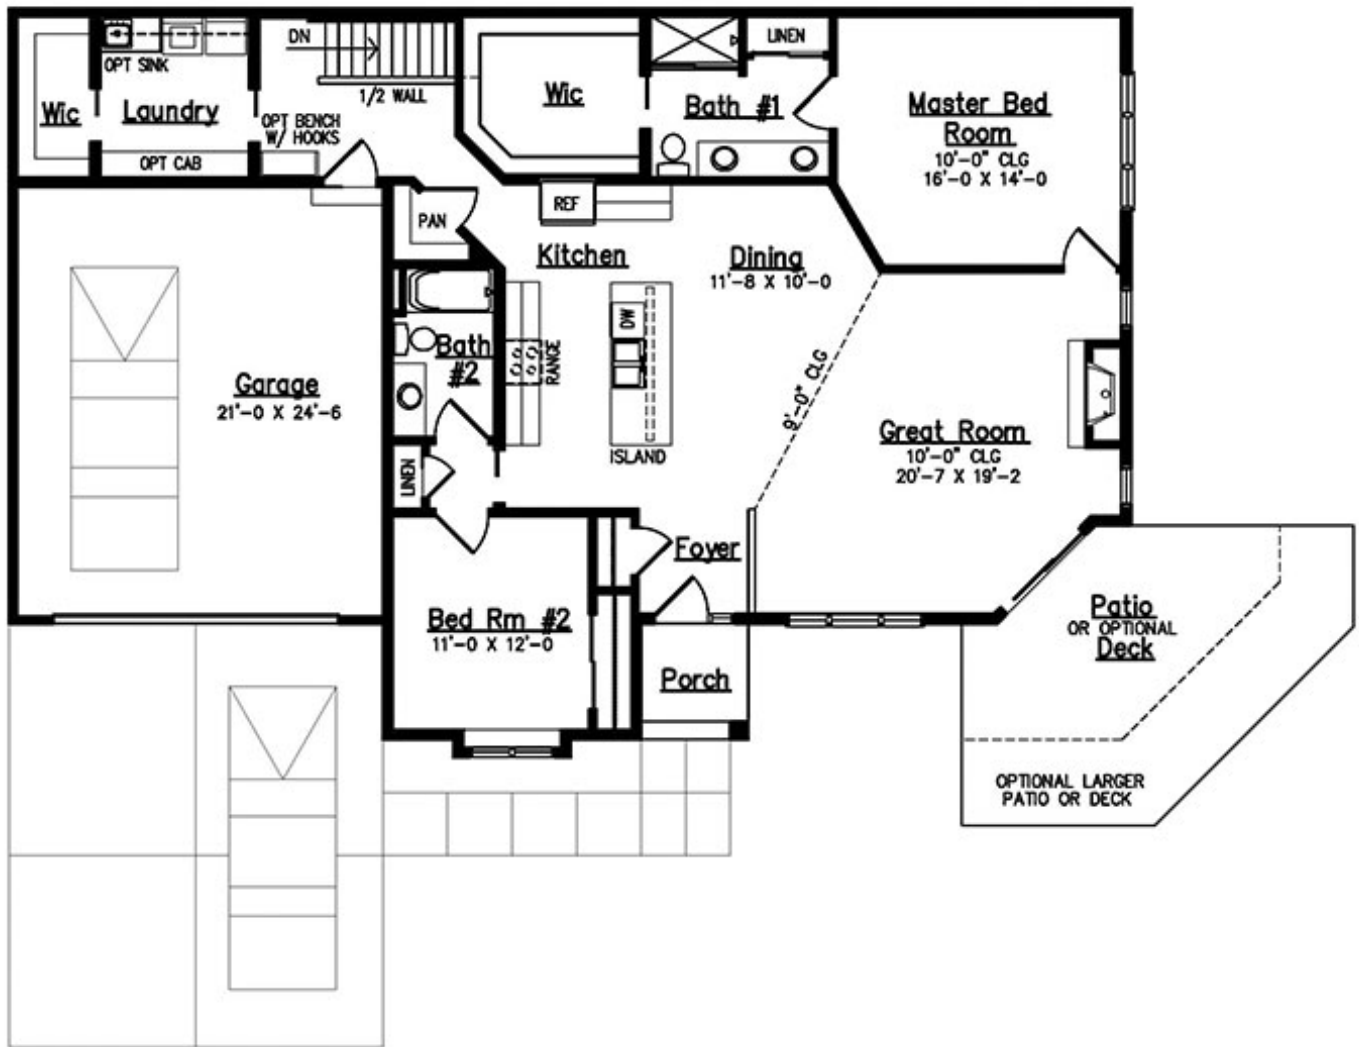 DN
LINEN
OPT SINK
Wic
Laundry
1/2 WALL
OPT BENCH
W/ HOOKS
OPT CAB
Wic
Bath #1
Master Bed
Room
10'-0" CLG
16'-0 X 14'-0
PAN
REF
Kitchen
Dining
11'-8 X 10'-0
DW
Bath
#2
RANGE
Garage
21'-0 X 24'-6
9'-0" CLG
Great Room
10'-0" CLG
20'-7 X 19'-2
ISLAND
LINEN
Foyer
Bed Rm #2
11'-0 X 12'-0
Porch
Patio
OR OPTIONAL
Deck
OPTIONAL LARGER
PATIO OR DECK